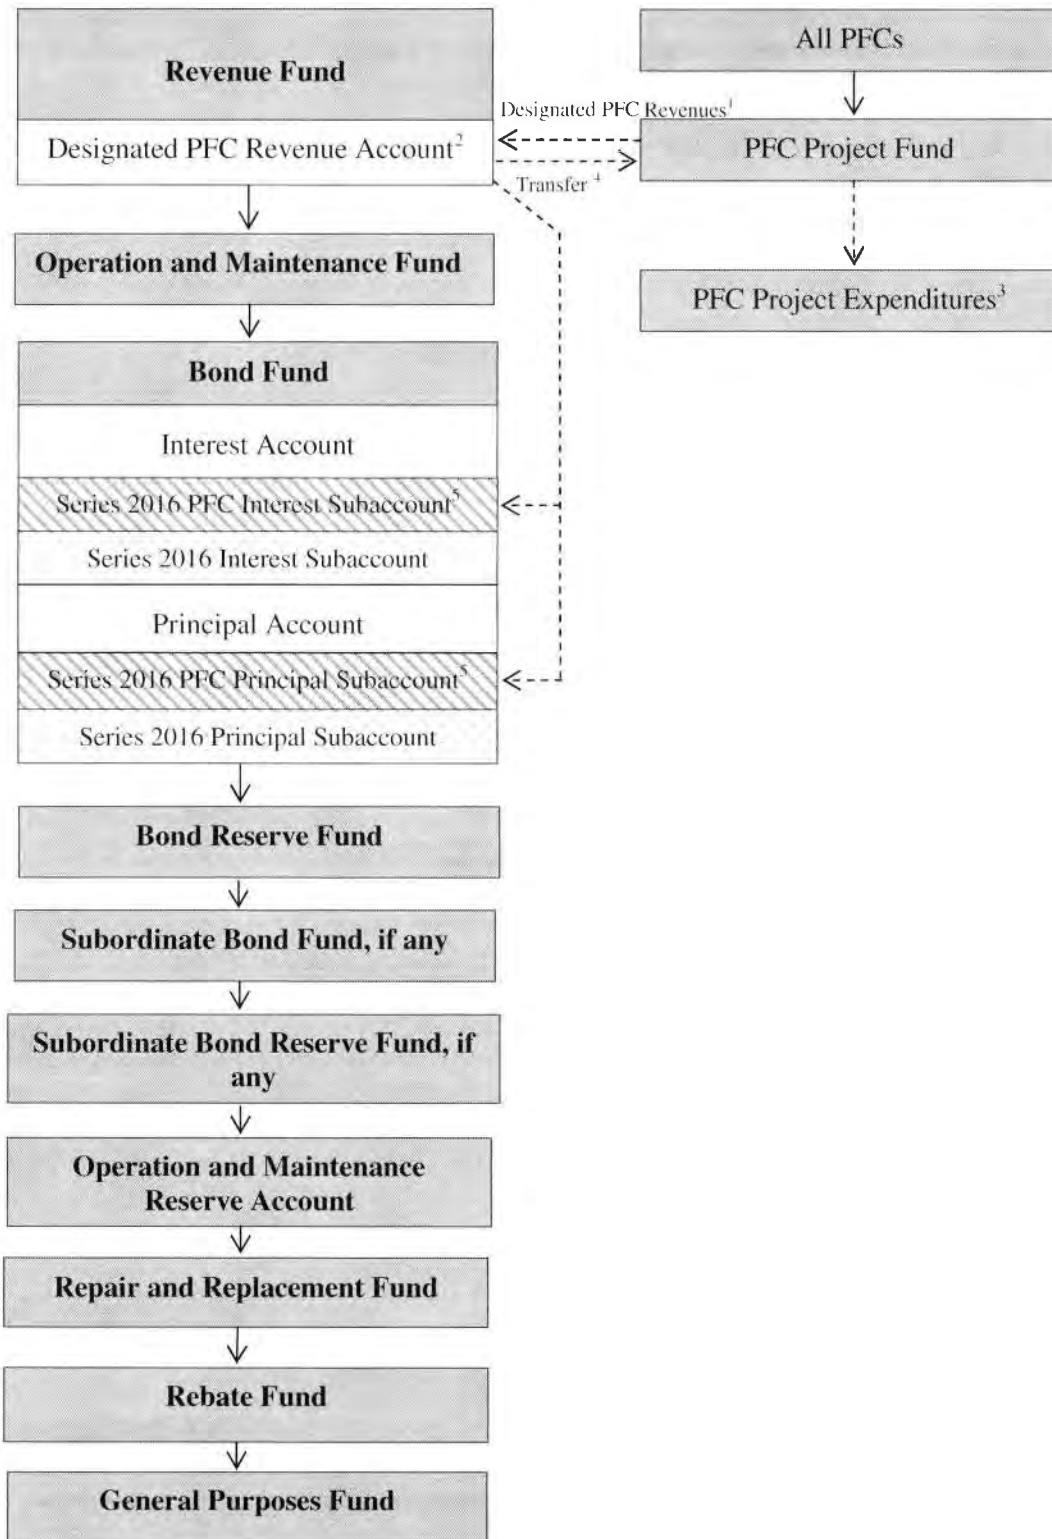 Revenue Fund
All PFCs
Designated PFC Revenues¹
Designated PFC Revenue Account²
PFC Project Fund
Transfer ⁴
Operation and Maintenance Fund
PFC Project Expenditures³
Bond Fund
Interest Account
Series 2016 PFC Interest Subaccount⁵
Series 2016 Interest Subaccount
Principal Account
Series 2016 PFC Principal Subaccount⁵
Series 2016 Principal Subaccount
Bond Reserve Fund
Subordinate Bond Fund, if any
Subordinate Bond Reserve Fund, if
any
Operation and Maintenance
Reserve Account
Repair and Replacement Fund
Rebate Fund
General Purposes Fund